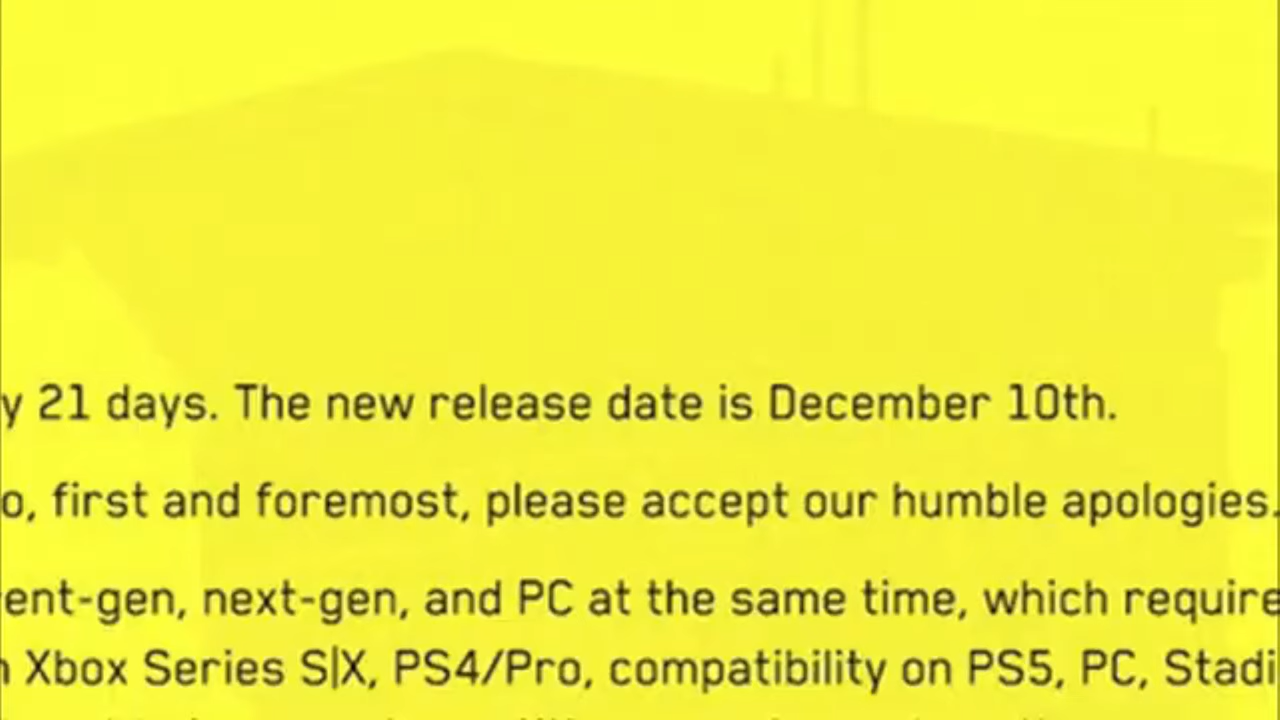 y 21 days. The new release date is December 10th.
o, first and foremost, please accept our humble apologies.
ent-gen, next-gen, and PC at the same time, which require
n Xbox Series S|X, PS4/Pro, compatibility on PS5, PC, Stadi